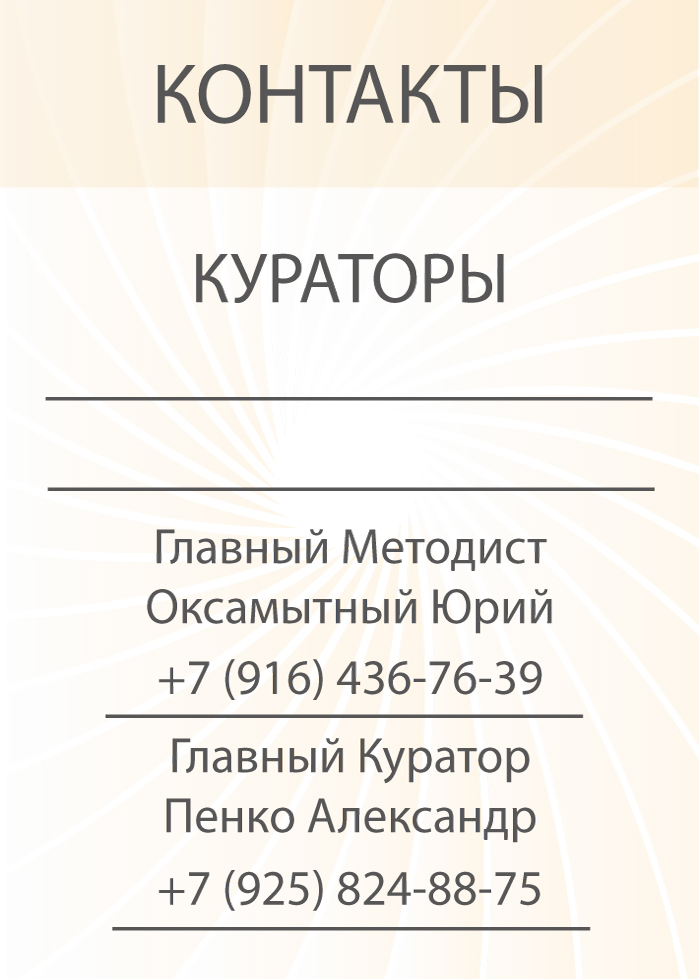 КОНТАКТЫ
КУРАТОРЫ
Главный Методист
Оксамытный Юрий
+7 (916) 436-76-39
Главный Куратор
Пенко Александр
+7 (925) 824-88-75